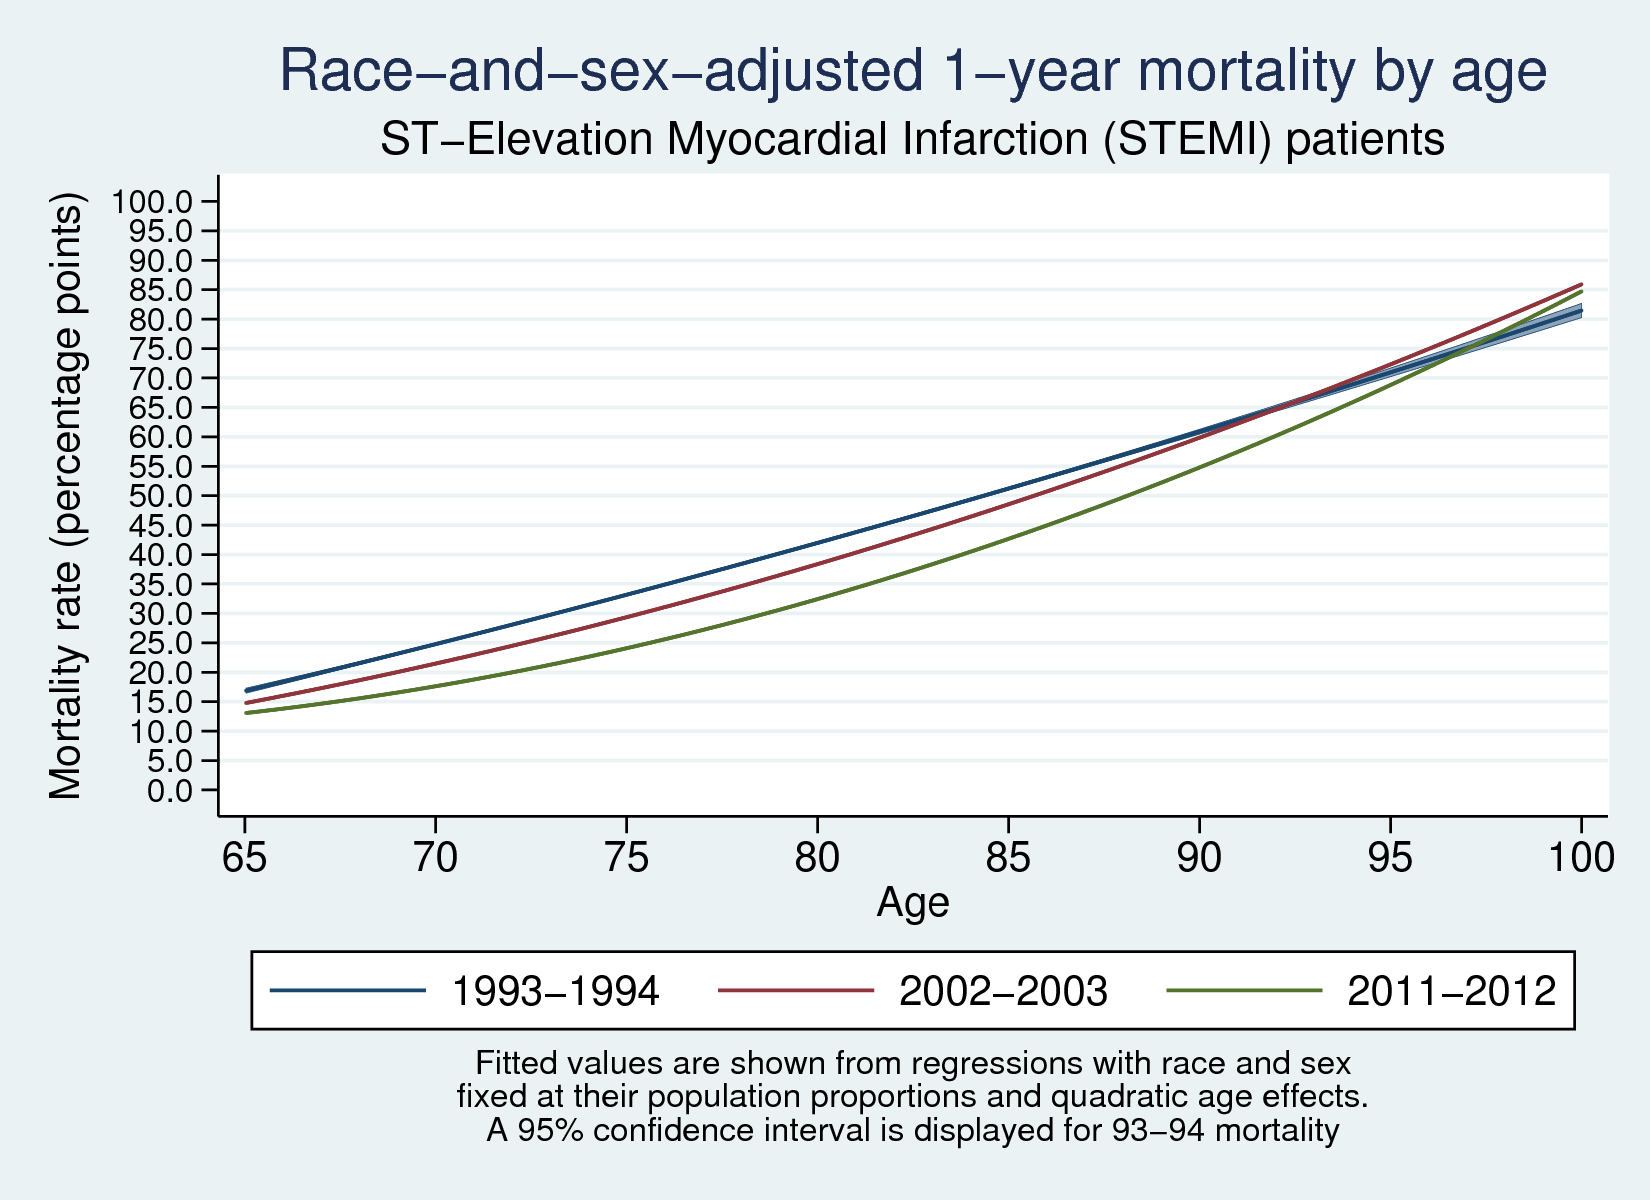 Race–and–sex–adjusted 1–year mortality by age
ST–Elevation Myocardial Infarction (STEMI) patients
Mortality rate (percentage points)
100.0
95.0
90.0
85.0
80.0
75.0
70.0
65.0
60.0
55.0
50.0
45.0
40.0
35.0
30.0
25.0
20.0
15.0
10.0
5.0
0.0
65 70 75 80 85 90 95 100
Age
1993–1994 2002–2003 2011–2012
Fitted values are shown from regressions with race and sex
fixed at their population proportions and quadratic age effects.
A 95% confidence interval is displayed for 93–94 mortality